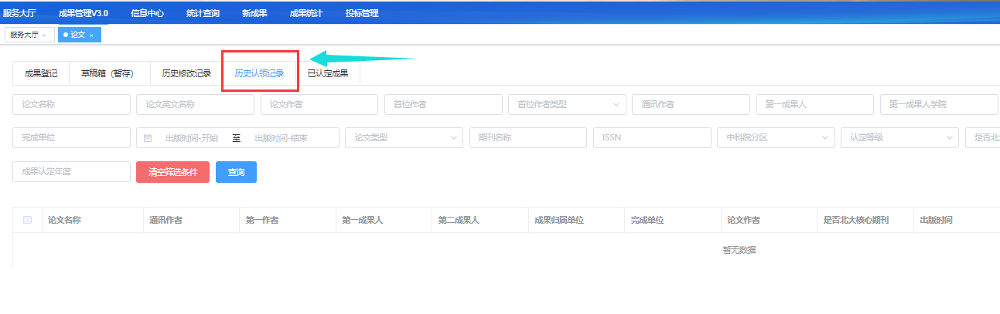 服务大厅 成果管理V3.0 信息中心 统计查询 新成果 成果统计 投标管理
服务大厅 × 论文 ×
成果登记 草稿箱（暂存） 历史修改记录 历史认领记录 已认定成果
论文名称 论文英文名称 论文作者 首位作者 首位作者类型 通讯作者 第一成果人 第一成果人学院
完成单位 出版时间-开始 至 出版时间-结束 论文类型 期刊名称 ISSN 中科院分区 认定等级 是否北
成果认定年度 清空筛选条件 查询
论文名称 通讯作者 第一作者 第一成果人 第二成果人 成果归属单位 完成单位 论文作者 是否北大核心期刊 出版时间
暂无数据